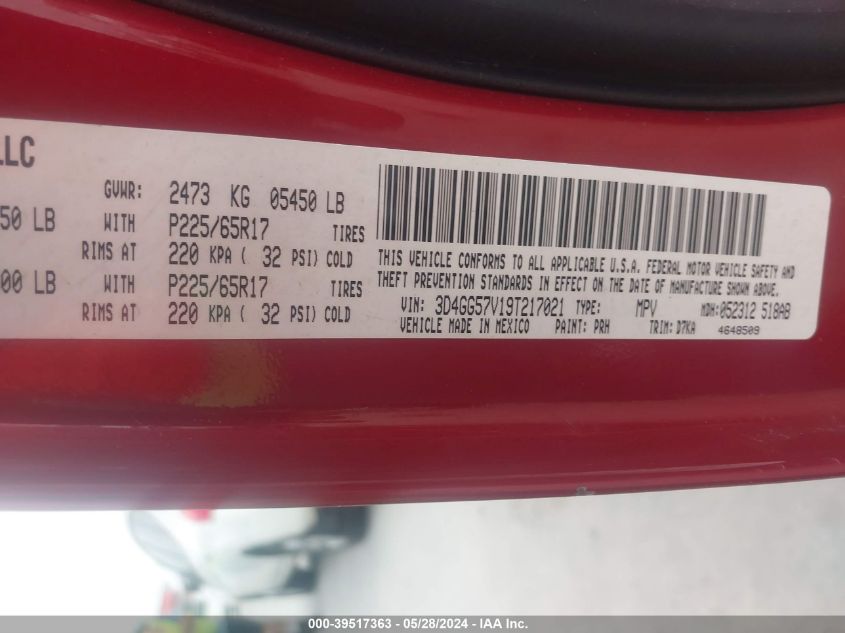 LLC
GVWR: 2473 KG 05450 LB
50 LB WITH P225/65R17 TIRES
RIMS AT 220 KPA ( 32 PSI) COLD
00 LB WITH P225/65R17 TIRES
RIMS AT 220 KPA ( 32 PSI) COLD
THIS VEHICLE CONFORMS TO ALL APPLICABLE U.S.A. FEDERAL MOTOR VEHICLE SAFETY AND
THEFT PREVENTION STANDARDS IN EFFECT ON THE DATE OF MANUFACTURE SHOWN ABOVE.
VIN: 3D4GG57V19T217021 TYPE: MPV MDH:052312 518AB
VEHICLE MADE IN MEXICO PAINT: PRH TRIM: D7KA 4648509
000-39517363 - 05/28/2024 - IAA Inc.